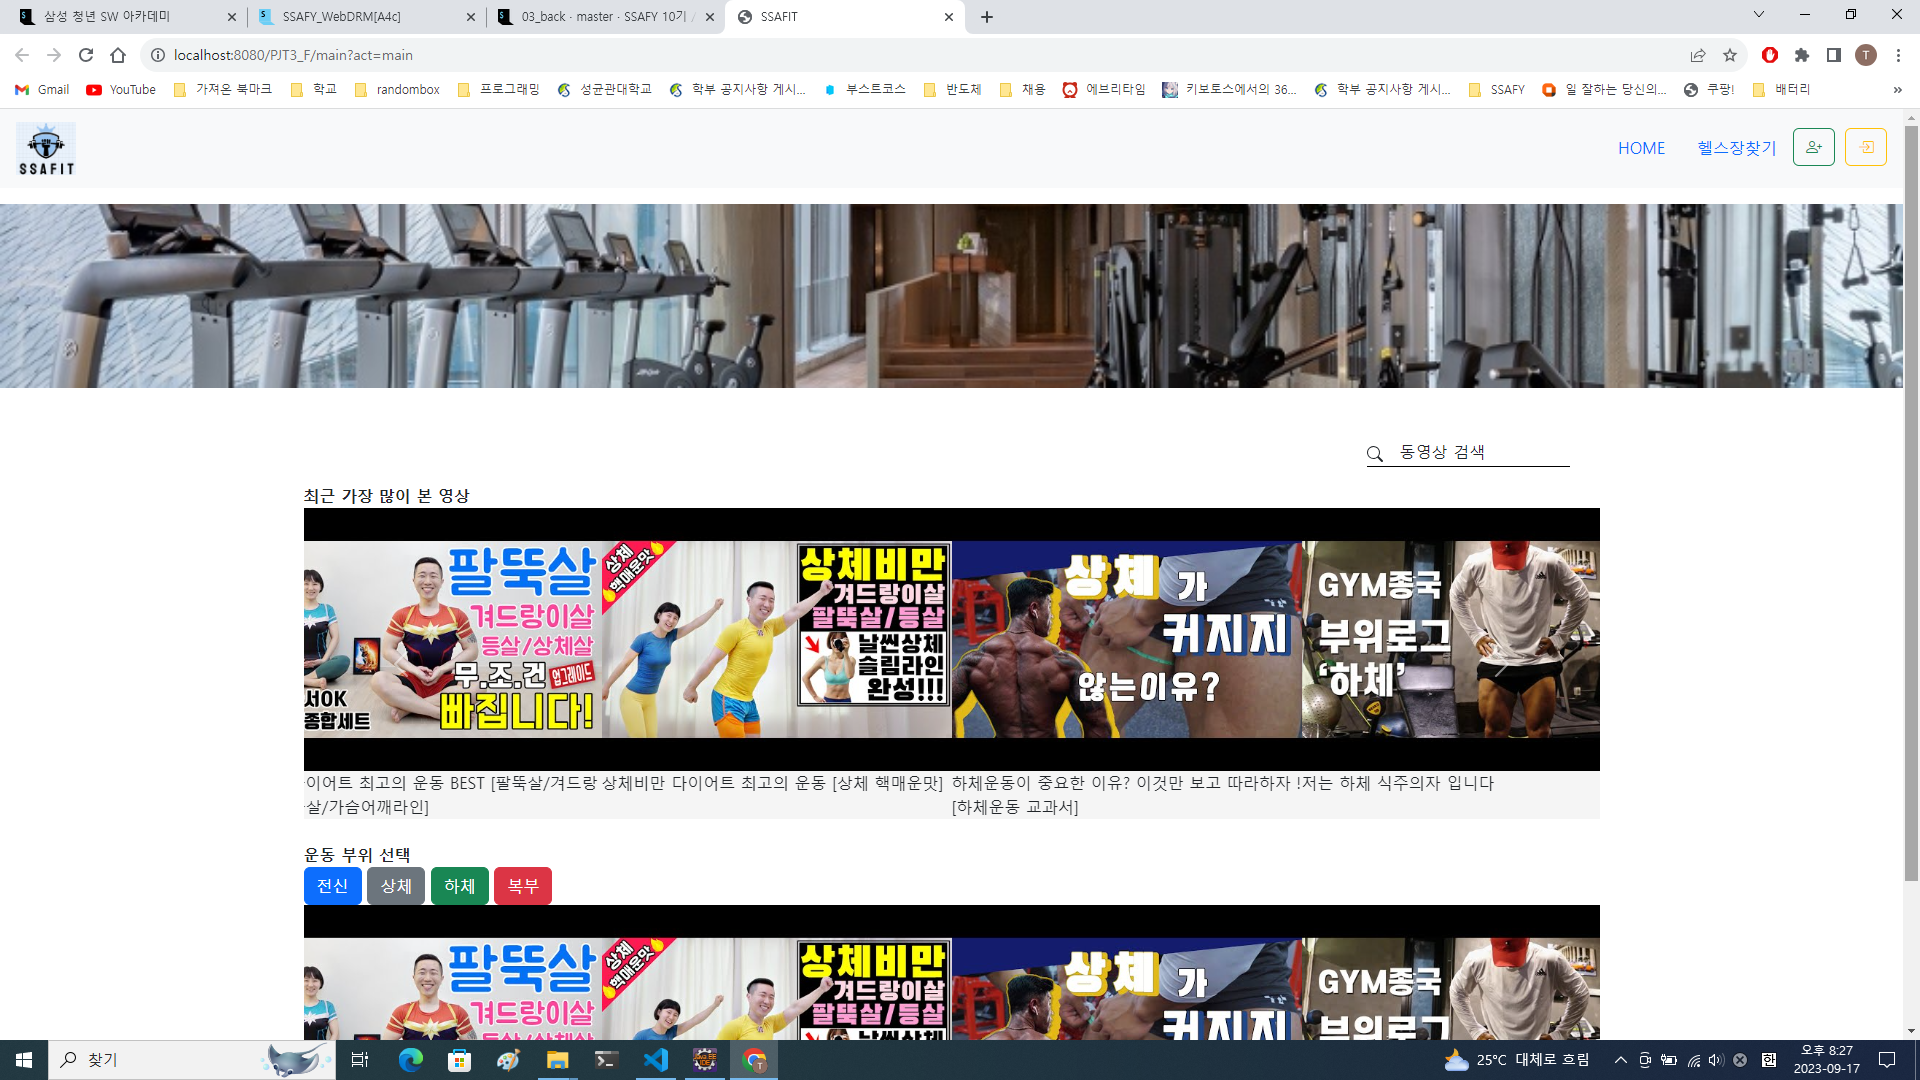 삼성 청년 SW 아카데미
SSAFY_WebDRM[A4c]
03_back · master · SSAFY 10기 /
SSAFIT
localhost:8080/PJT3_F/main?act=main
T
Gmail
YouTube
가져온 북마크
학교
randombox
프로그래밍
성균관대학교
학부 공지사항 게시...
부스트코스
반도체
채용
에브리타임
키보토스에서의 36...
학부 공지사항 게시...
SSAFY
일 잘하는 당신의...
쿠팡!
배터리
»
SSAFIT
HOME
헬스장찾기
동영상 검색
최근 가장 많이 본 영상
팔뚝살
겨드랑이살
등살/상체살
무.조.건 업그레이드
빠집니다!
서OK
종합세트
상체
핵매운맛
상체비만
겨드랑이살
팔뚝살/등살
날씬상체
슬림라인
완성!!!
상체가
커지지
않는이유?
GYM종국
부위로그
'하체'
이어트 최고의 운동 BEST [팔뚝살/겨드랑
살/가슴어깨라인]
상체비만 다이어트 최고의 운동 [상체 핵매운맛]
하체운동이 중요한 이유? 이것만 보고 따라하자 !
[하체운동 교과서]
저는 하체 식주의자 입니다
운동 부위 선택
전신
상체
하체
복부
팔뚝살
겨드랑이살
등살/상체살
상체
핵매운맛
상체비만
겨드랑이살
팔뚝살/등살
날씬상체
상체가
커지지
GYM종국
부위로그
찾기
25°C 대체로 흐림
한
오후 8:27
2023-09-17